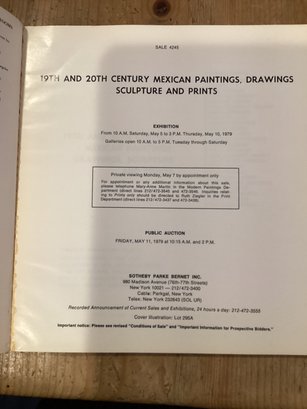 SALE 4245
19TH AND 20TH CENTURY MEXICAN PAINTINGS, DRAWINGS
SCULPTURE AND PRINTS
EXHIBITION
From 10 A.M. Saturday, May 5 to 3 P.M. Thursday, May 10, 1979
Galleries open 10 A.M. to 5 P.M. Tuesday through Saturday
Private viewing Monday, May 7 by appointment only
For appointment or any additional information about this sale,
please telephone Mary-Anne Martin in the Modern Paintings De-
partment (direct lines 212/472-3545 and 472-3546. Inquiries relat-
ing to Prints only should be directed to Ruth Ziegler in the Print
Department (direct lines 212/472-3437 and 472-3438).
PUBLIC AUCTION
FRIDAY, MAY 11, 1979 at 10:15 A.M. and 2 P.M.
SOTHEBY PARKE BERNET INC.
980 Madison Avenue (76th-77th Streets)
New York 10021 — 212/472-3400
Cable: Parkgal, New York
Telex: New York 232643 (SOL UR)
Recorded Announcement of Current Sales and Exhibitions, 24 hours a day: 212-472-3555
Cover Illustration: Lot 295A
Important notice: Please see revised "Conditions of Sale" and "Important Information for Prospective Bidders."